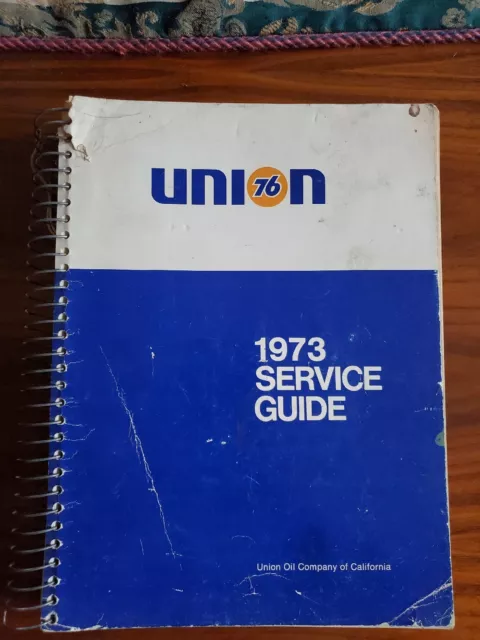 UNION
76
1973
SERVICE
GUIDE
Union Oil Company of California